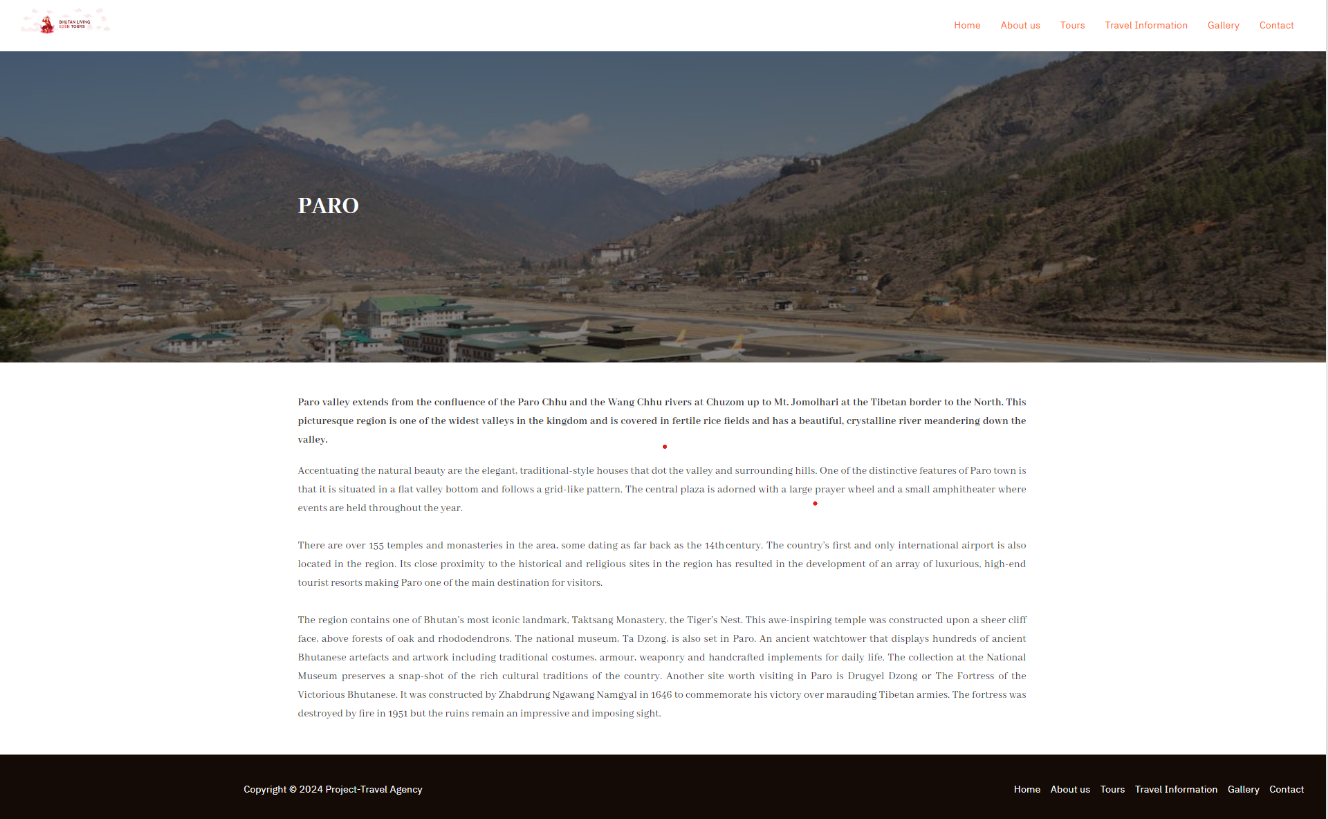 BHUTAN LIVING
EDEN TOURS
Home About us Tours Travel Information Gallery Contact
PARO
Paro valley extends from the confluence of the Paro Chhu and the Wang Chhu rivers at Chuzom up to Mt. Jomolhari at the Tibetan border to the North. This
picturesque region is one of the widest valleys in the kingdom and is covered in fertile rice fields and has a beautiful, crystalline river meandering down the
valley.
Accentuating the natural beauty are the elegant, traditional-style houses that dot the valley and surrounding hills. One of the distinctive features of Paro town is
that it is situated in a flat valley bottom and follows a grid-like pattern. The central plaza is adorned with a large prayer wheel and a small amphitheater where
events are held throughout the year.
There are over 155 temples and monasteries in the area, some dating as far back as the 14thcentury. The country's first and only international airport is also
located in the region. Its close proximity to the historical and religious sites in the region has resulted in the development of an array of luxurious, high-end
tourist resorts making Paro one of the main destination for visitors.
The region contains one of Bhutan's most iconic landmark, Taktsang Monastery, the Tiger's Nest. This awe-inspiring temple was constructed upon a sheer cliff
face, above forests of oak and rhododendrons. The national museum, Ta Dzong, is also set in Paro. An ancient watchtower that displays hundreds of ancient
Bhutanese artefacts and artwork including traditional costumes, armour, weaponry and handcrafted implements for daily life. The collection at the National
Museum preserves a snap-shot of the rich cultural traditions of the country. Another site worth visiting in Paro is Drugyel Dzong or The Fortress of the
Victorious Bhutanese. It was constructed by Zhabdrung Ngawang Namgyal in 1646 to commemorate his victory over marauding Tibetan armies. The fortress was
destroyed by fire in 1951 but the ruins remain an impressive and imposing sight.
Copyright © 2024 Project-Travel Agency
Home About us Tours Travel Information Gallery Contact